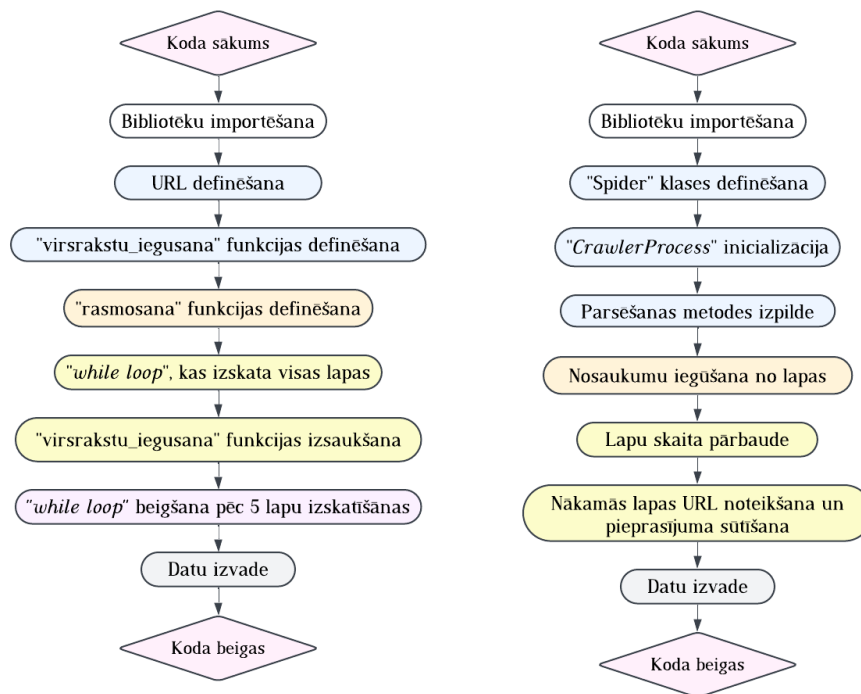 Koda sākums
Bibliotēku importēšana
URL definēšana
"virsrakstu_iegusana" funkcijas definēšana
"rasmosana" funkcijas definēšana
"while loop", kas izskata visas lapas
"virsrakstu_iegusana" funkcijas izsaukšana
"while loop" beigšana pēc 5 lapu izskatīšānas
Datu izvade
Koda beigas
Koda sākums
Bibliotēku importēšana
"Spider" klases definēšana
"CrawlerProcess" inicializācija
Parsēšanas metodes izpilde
Nosaukumu iegūšana no lapas
Lapu skaita pārbaude
Nākamās lapas URL noteikšana un
pieprasījuma sūtīšana
Datu izvade
Koda beigas